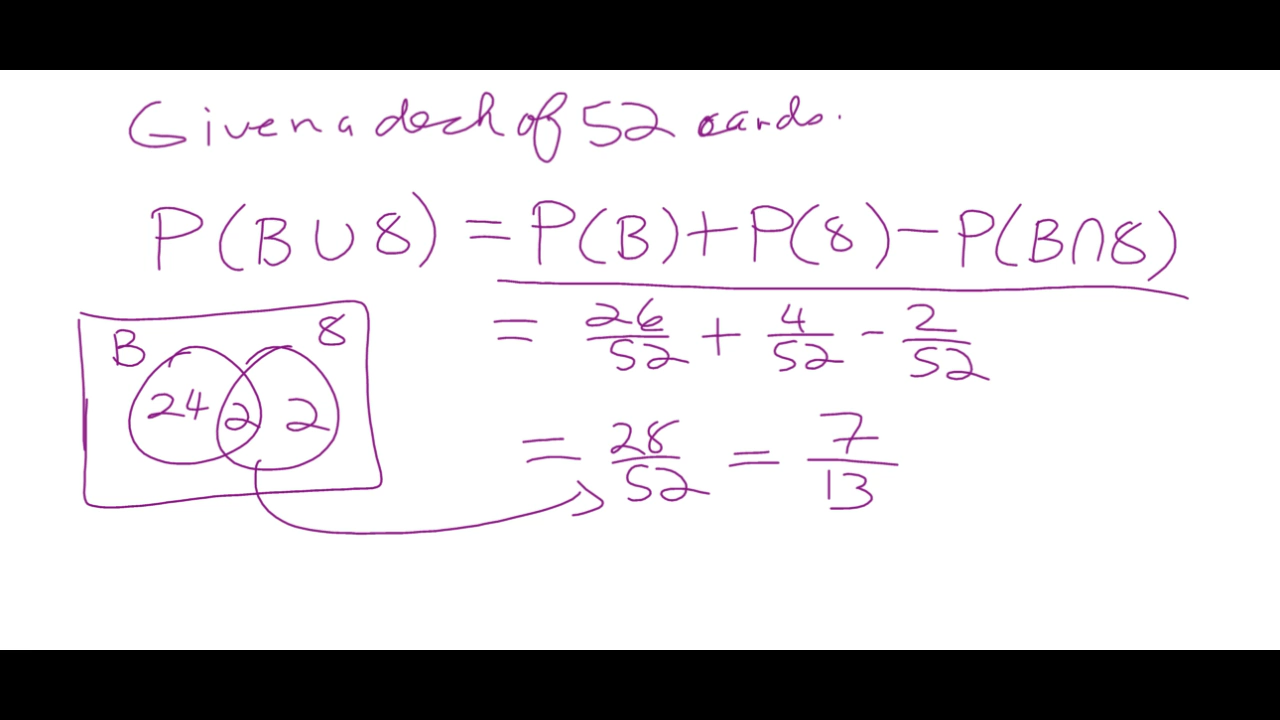 Given a deck of 52 cards.
P(B∪8) = P(B)+P(8)-P(B∩8)
= 26/52 + 4/52 - 2/52
B 8
24 2 2
= 28/52 = 7/13